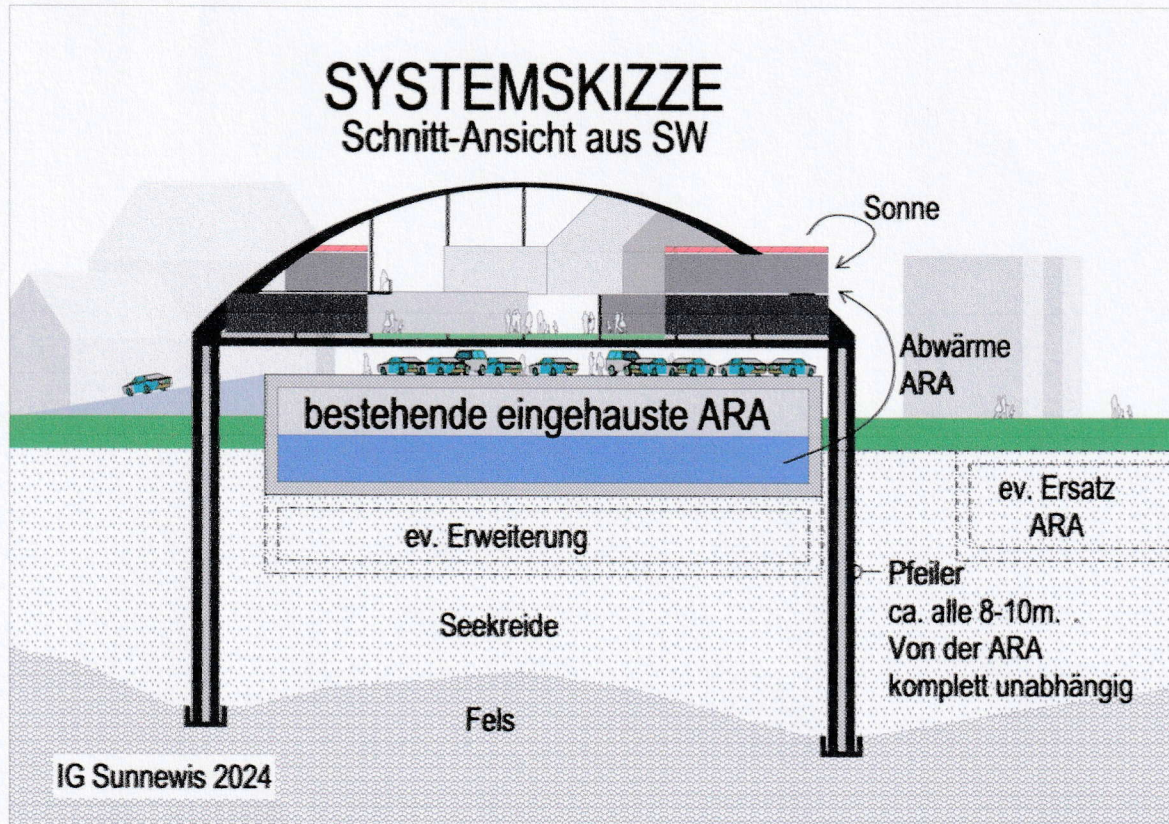 SYSTEMSKIZZE
Schnitt-Ansicht aus SW
Sonne
Abwärme
ARA
bestehende eingehauste ARA
ev. Erweiterung
ev. Ersatz
ARA
Pfeiler
ca. alle 8-10m.
Von der ARA
komplett unabhängig
Seekreide
Fels
IG Sunnewis 2024